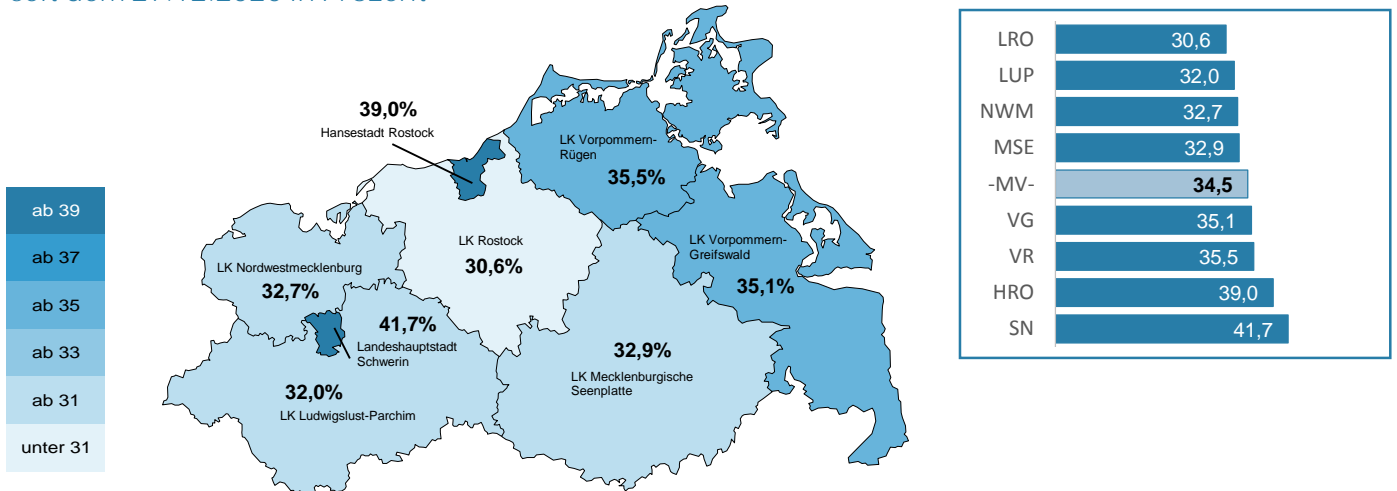 39,0%
Hansestadt Rostock
LK Vorpommern-
Rügen
35,5%
ab 39
ab 37
ab 35
ab 33
ab 31
unter 31
LK Rostock
30,6%
LK Vorpommern-
Greifswald
35,1%
LK Nordwestmecklenburg
32,7%
41,7%
Landeshauptstadt
Schwerin
32,9%
LK Mecklenburgische
Seenplatte
32,0%
LK Ludwigslust-Parchim
LRO 30,6
LUP 32,0
NWM 32,7
MSE 32,9
-MV- 34,5
VG 35,1
VR 35,5
HRO 39,0
SN 41,7